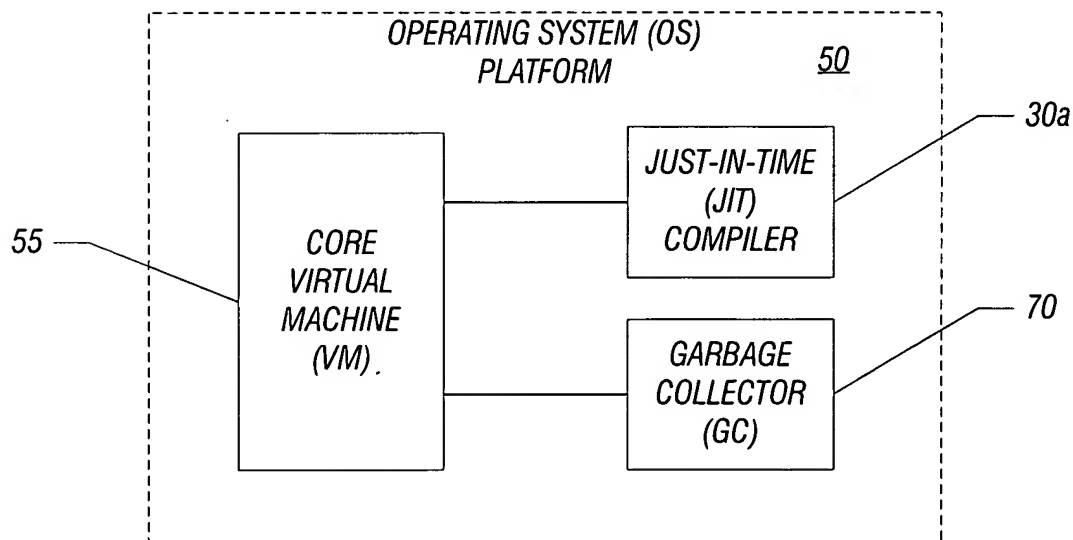 OPERATING SYSTEM (OS)
PLATFORM
50
30a
JUST-IN-TIME
(JIT)
COMPILER
55
CORE
VIRTUAL
MACHINE
(VM).
70
GARBAGE
COLLECTOR
(GC)